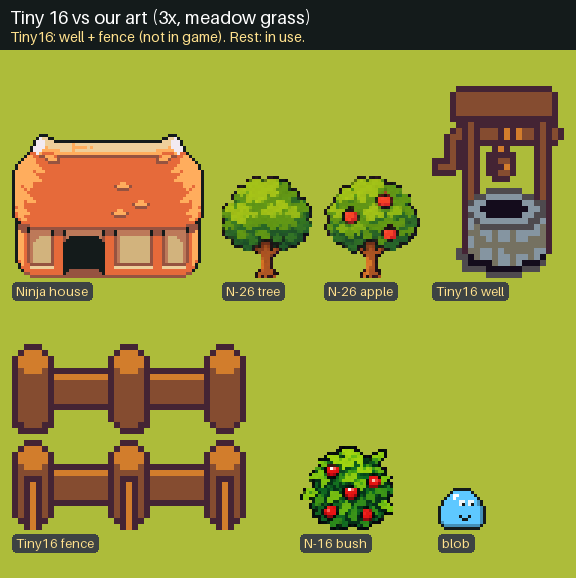 Tiny 16 vs our art (3x, meadow grass)
Tiny16: well + fence (not in game). Rest: in use.
Ninja house
N-26 tree
N-26 apple
Tiny16 well
Tiny16 fence
N-16 bush
blob